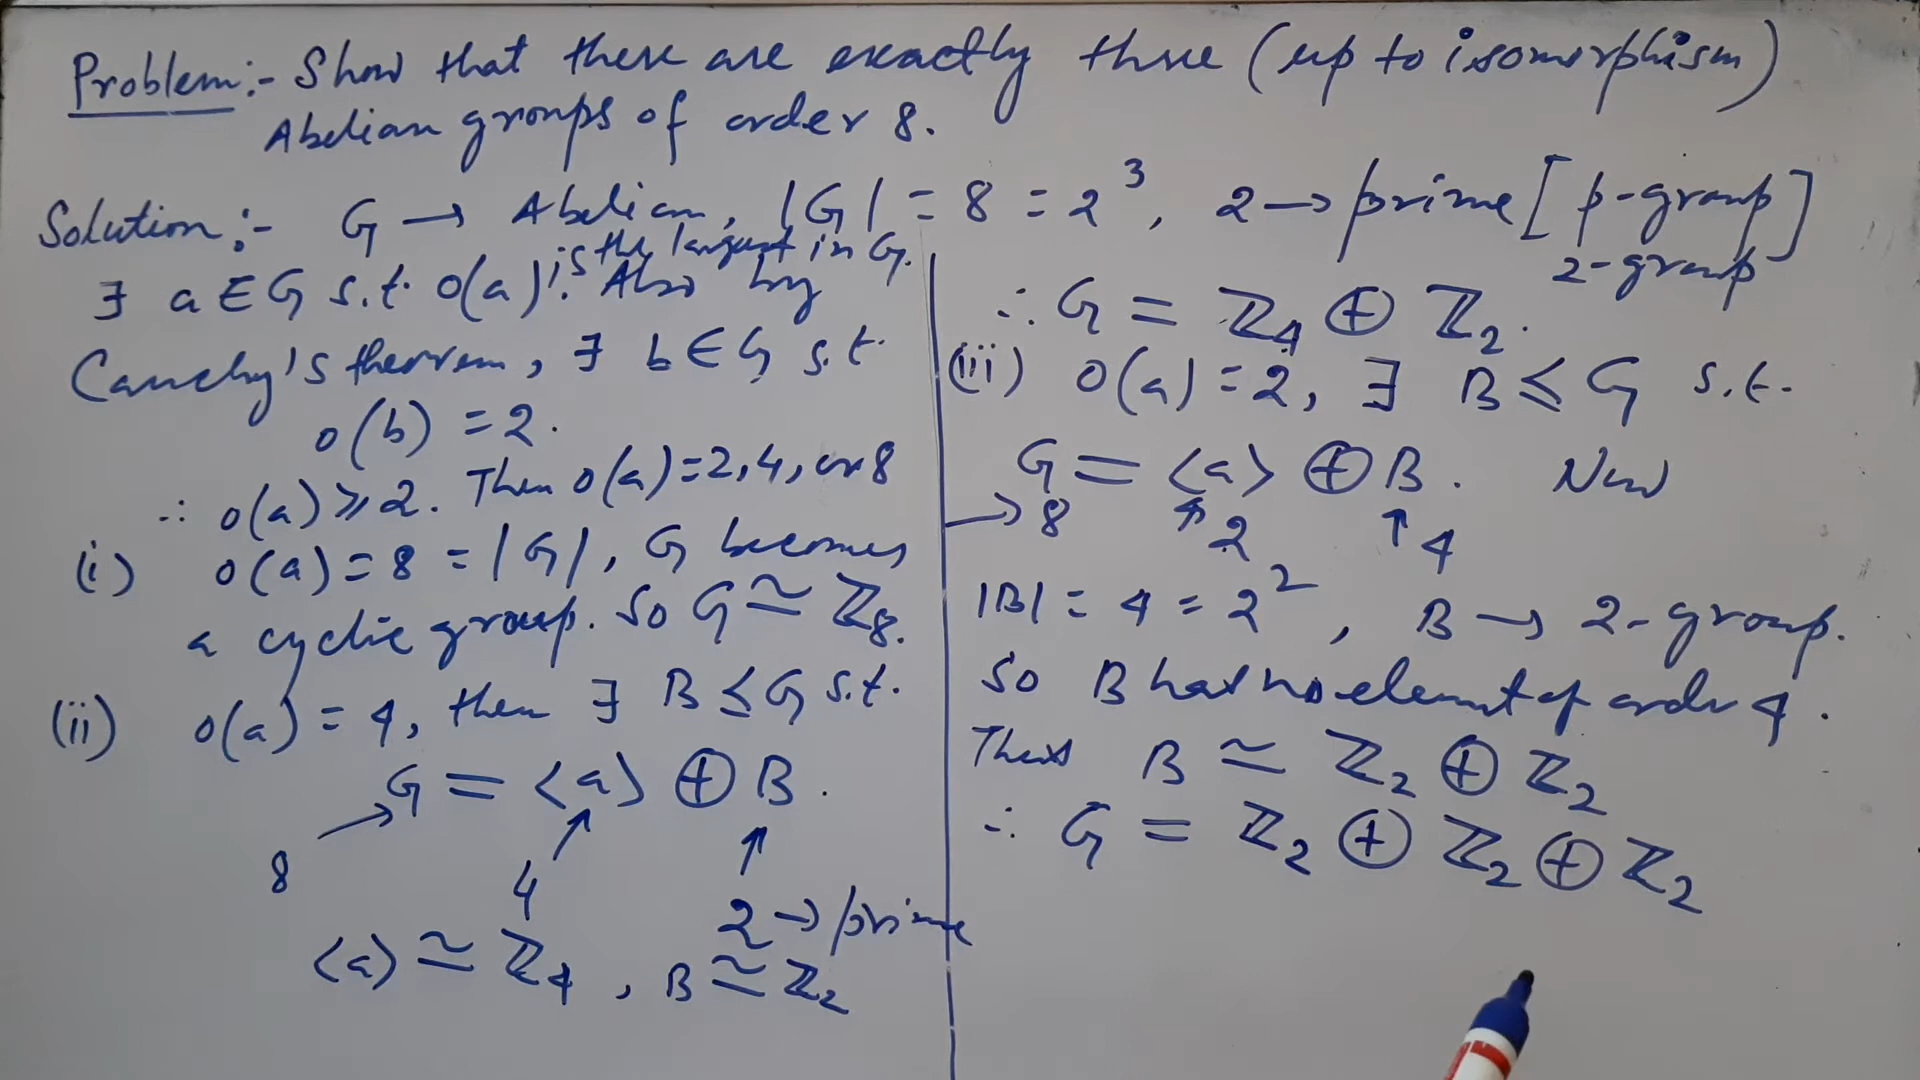 Problem:- Show that there are exactly three (up to isomorphism)
Abelian groups of order 8.
Solution:- G → Abelian, |G| = 8 = 2³, 2 → prime [p-group]
2-group
is the largest in G.
∃ a ∈ G s.t. o(a). Also by
Cauchy's theorem, ∃ b ∈ G s.t.
o(b) = 2.
∴ o(a) ≥ 2. Then o(a) = 2, 4, or 8
(i) o(a) = 8 = |G|, G becomes
a cyclic group. So G ≅ ℤ₈.
(ii) o(a) = 4, then ∃ B ≤ G s.t.
G = <a> ⊕ B.
8 4 2 → prime
<a> ≃ ℤ₄, B ≅ ℤ₂
∴ G = ℤ₄ ⊕ ℤ₂.
(iii) o(a) = 2, ∃ B ≤ G s.t.
G = <a> ⊕ B. Now
→ 8 2 4
|B| = 4 = 2², B → 2-group.
So B has no element of order 4.
Thus B ≃ ℤ₂ ⊕ ℤ₂
∴ G = ℤ₂ ⊕ ℤ₂ ⊕ ℤ₂